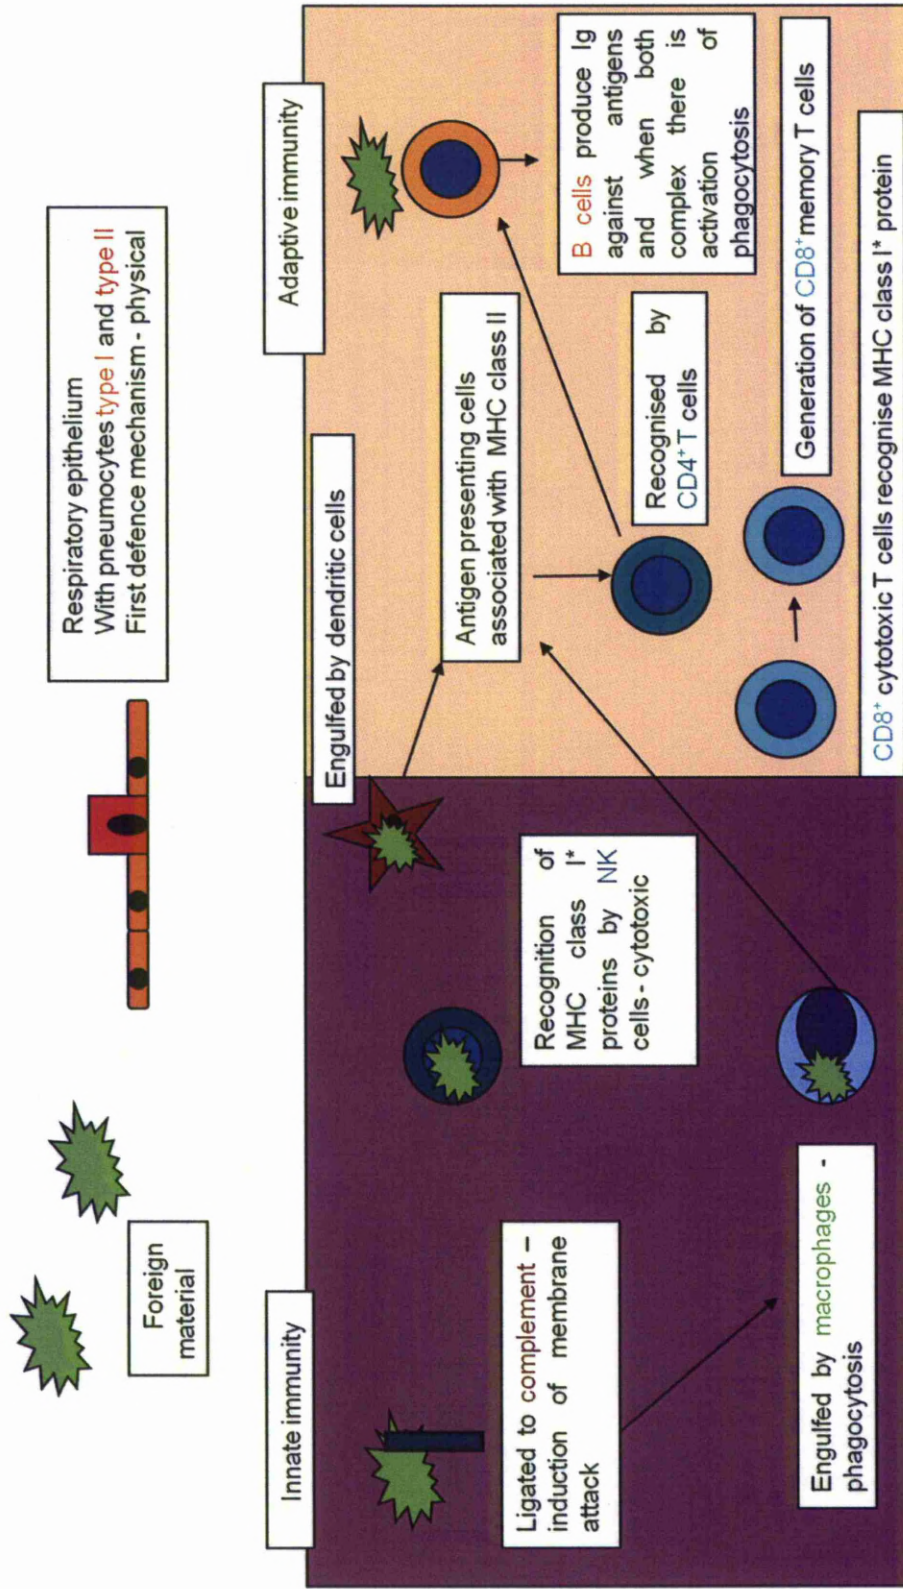 Foreign
material
Respiratory epithelium
With pneumocytes type I and type II
First defence mechanism - physical
Innate immunity
Ligated to complement –
induction of membrane
attack
Engulfed by macrophages -
phagocytosis
Recognition of
MHC class I*
proteins by NK
cells - cytotoxic
Engulfed by dendritic cells
Adaptive immunity
Antigen presenting cells
associated with MHC class II
Recognised by
CD4⁺T cells
B cells produce Ig
against antigens
and when both
complex there is
activation of
phagocytosis
Generation of CD8⁺memory T cells
CD8⁺ cytotoxic T cells recognise MHC class I* protein